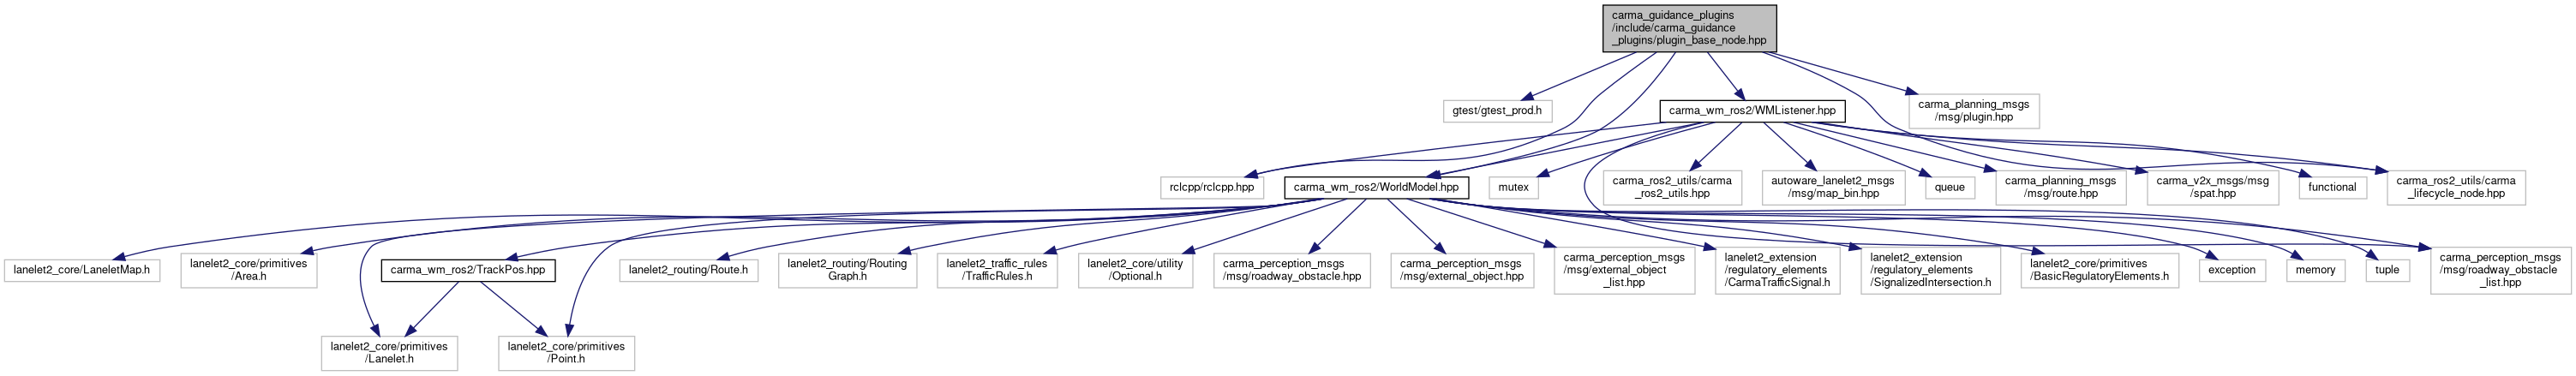 carma_guidance_plugins
/include/carma_guidance
_plugins/plugin_base_node.hpp
gtest/gtest_prod.h
carma_wm_ros2/WMListener.hpp
carma_planning_msgs
/msg/plugin.hpp
rclcpp/rclcpp.hpp
carma_wm_ros2/WorldModel.hpp
mutex
carma_ros2_utils/carma
_ros2_utils.hpp
autoware_lanelet2_msgs
/msg/map_bin.hpp
queue
carma_planning_msgs
/msg/route.hpp
carma_v2x_msgs/msg
/spat.hpp
functional
carma_ros2_utils/carma
_lifecycle_node.hpp
lanelet2_core/LaneletMap.h
lanelet2_core/primitives
/Area.h
carma_wm_ros2/TrackPos.hpp
lanelet2_routing/Route.h
lanelet2_routing/Routing
Graph.h
lanelet2_traffic_rules
/TrafficRules.h
lanelet2_core/utility
/Optional.h
carma_perception_msgs
/msg/roadway_obstacle.hpp
carma_perception_msgs
/msg/external_object.hpp
carma_perception_msgs
/msg/external_object
_list.hpp
lanelet2_extension
/regulatory_elements
/CarmaTrafficSignal.h
lanelet2_extension
/regulatory_elements
/SignalizedIntersection.h
lanelet2_core/primitives
/BasicRegulatoryElements.h
exception
memory
tuple
carma_perception_msgs
/msg/roadway_obstacle
_list.hpp
lanelet2_core/primitives
/Lanelet.h
lanelet2_core/primitives
/Point.h